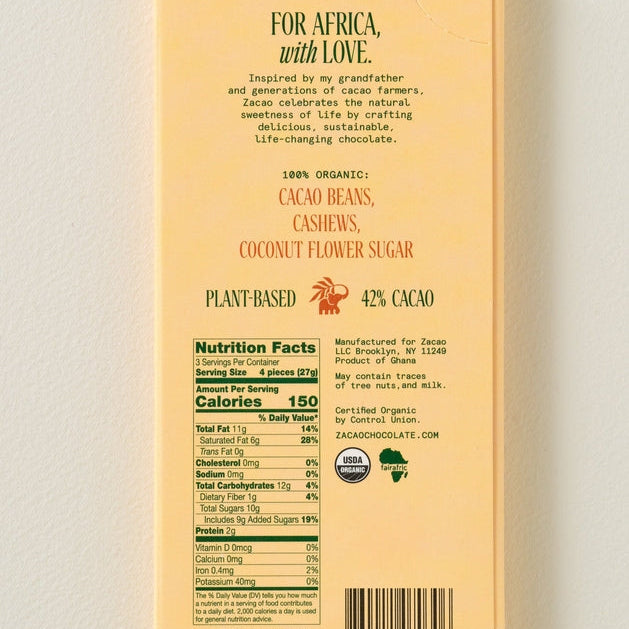 FOR AFRICA,
with LOVE.
Inspired by my grandfather
and generations of cacao farmers,
Zacao celebrates the natural
sweetness of life by crafting
delicious, sustainable,
life-changing chocolate.
100% ORGANIC:
CACAO BEANS,
CASHEWS,
COCONUT FLOWER SUGAR
PLANT-BASED 42% CACAO
Nutrition Facts
3 Servings Per Container
Serving Size 4 pieces (27g)
Amount Per Serving
Calories 150
% Daily Value*
Total Fat 11g 14%
Saturated Fat 6g 28%
Trans Fat 0g
Cholesterol 0mg 0%
Sodium 0mg 0%
Total Carbohydrates 12g 4%
Dietary Fiber 1g 4%
Total Sugars 10g
Includes 9g Added Sugars 19%
Protein 2g
Vitamin D 0mcg 0%
Calcium 0mg 0%
Iron 0.4mg 2%
Potassium 40mg 0%
*The % Daily Value (DV) tells you how much
a nutrient in a serving of food contributes
to a daily diet. 2,000 calories a day is used
for general nutrition advice.
Manufactured for Zacao
LLC Brooklyn, NY 11249
Product of Ghana
May contain traces
of tree nuts,and milk.
Certified Organic
by Control Union.
ZACAOCHOCOLATE.COM
USDA
ORGANIC
fairafric